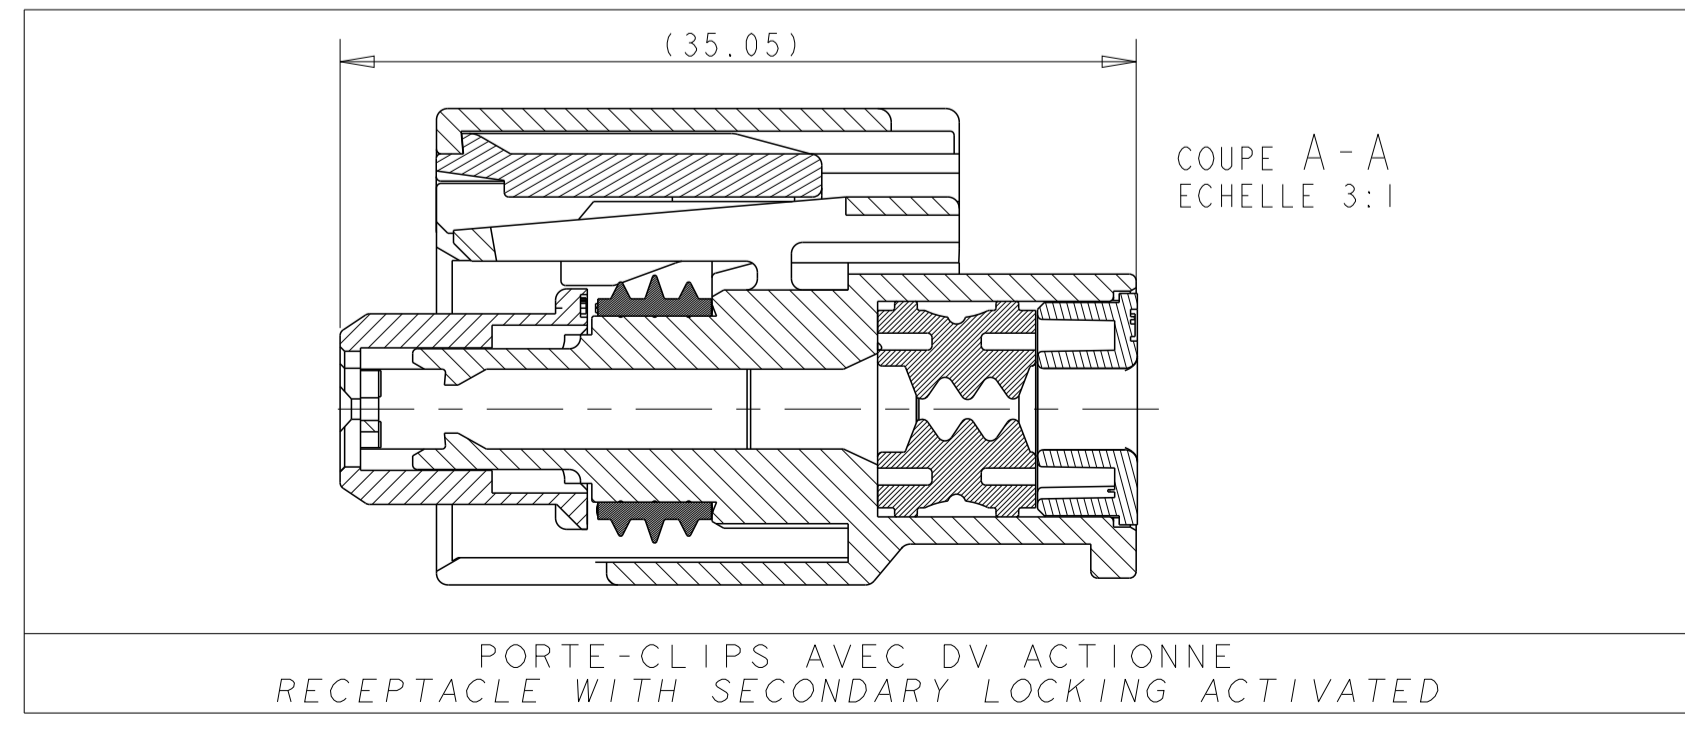 (35.05)
COUPE A-A
ECHELLE 3:1
PORTE-CLIPS AVEC DV ACTIONNE
RECEPTACLE WITH SECONDARY LOCKING ACTIVATED